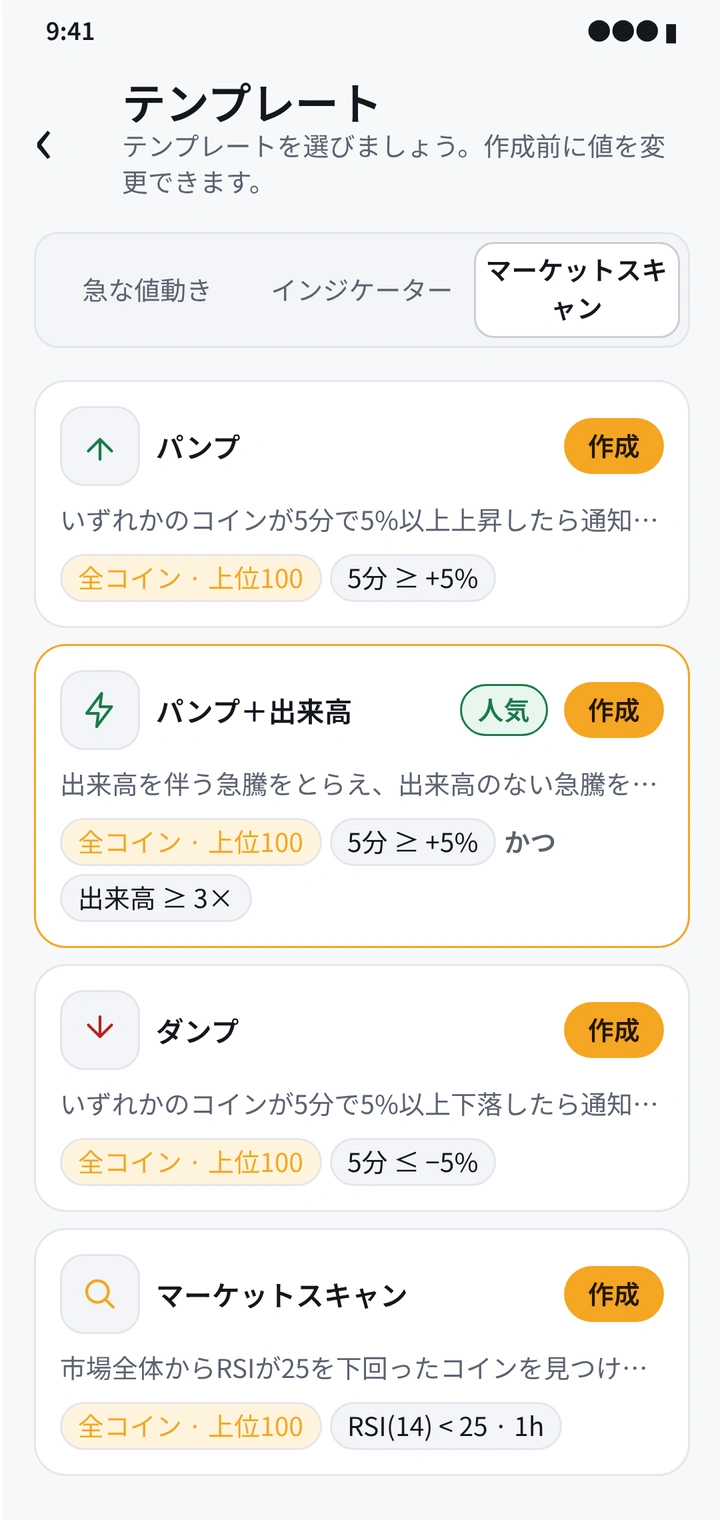 9:41
テンプレート
テンプレートを選びましょう。作成前に値を変
更できます。
急な値動き
インジケーター
マーケットスキ
ャン
パンプ
作成
いずれかのコインが5分で5%以上上昇したら通知…
全コイン · 上位100
5分 ≥ +5%
パンプ＋出来高
人気
作成
出来高を伴う急騰をとらえ、出来高のない急騰を…
全コイン · 上位100
5分 ≥ +5%
かつ
出来高 ≥ 3×
ダンプ
作成
いずれかのコインが5分で5%以上下落したら通知…
全コイン · 上位100
5分 ≤ −5%
マーケットスキャン
作成
市場全体からRSIが25を下回ったコインを見つけ…
全コイン · 上位100
RSI(14) < 25 · 1h